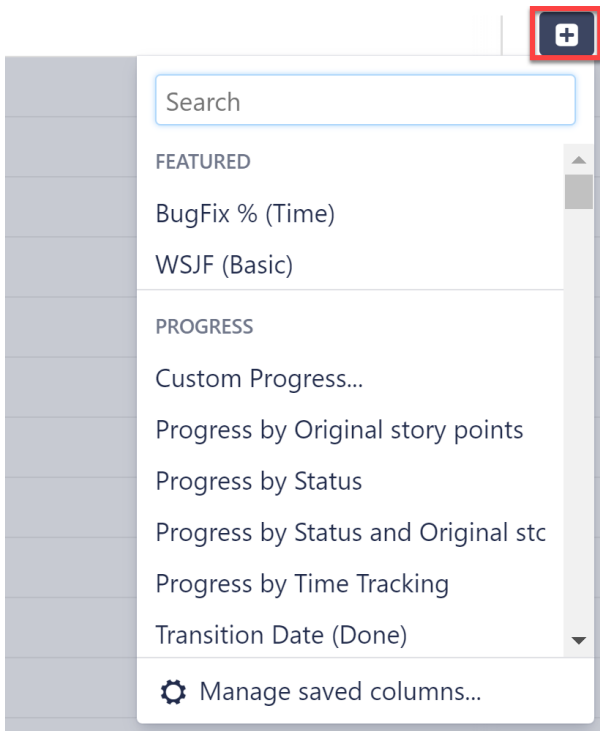 Search
FEATURED
BugFix % (Time)
WSJF (Basic)
PROGRESS
Custom Progress...
Progress by Original story points
Progress by Status
Progress by Status and Original stc
Progress by Time Tracking
Transition Date (Done)
Manage saved columns...